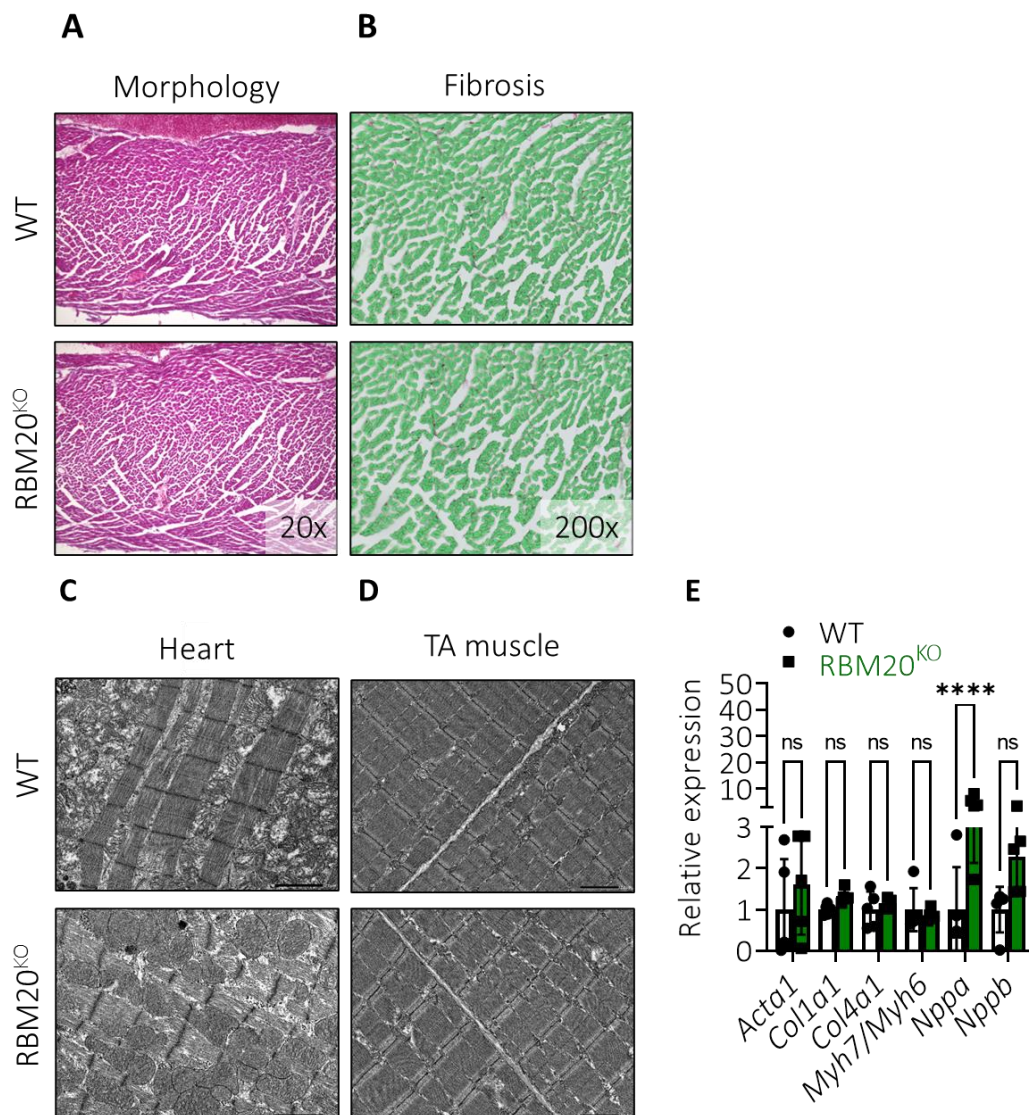 A
B
Morphology
Fibrosis
WT
RBM20KO
20x
200x
C
D
E
Heart
TA muscle
WT
RBM20KO
WT
RBM20KO
Relative expression
50
40
30
20
10
3
2
1
0
ns
ns
ns
ns
****
ns
Acta1
Col1a1
Col4a1
Myh7/Myh6
Nppa
Nppb